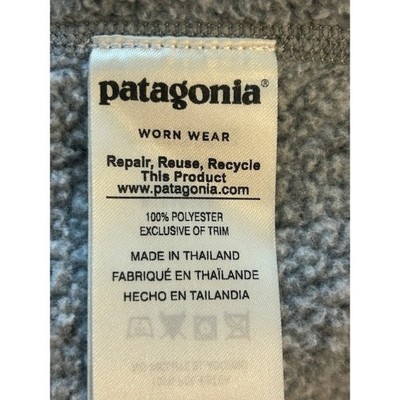 patagonia®
WORN WEAR
Repair, Reuse, Recycle
This Product
www.patagonia.com
100% POLYESTER
EXCLUSIVE OF TRIM
MADE IN THAILAND
FABRIQUÉ EN THAÏLANDE
HECHO EN TAILANDIA